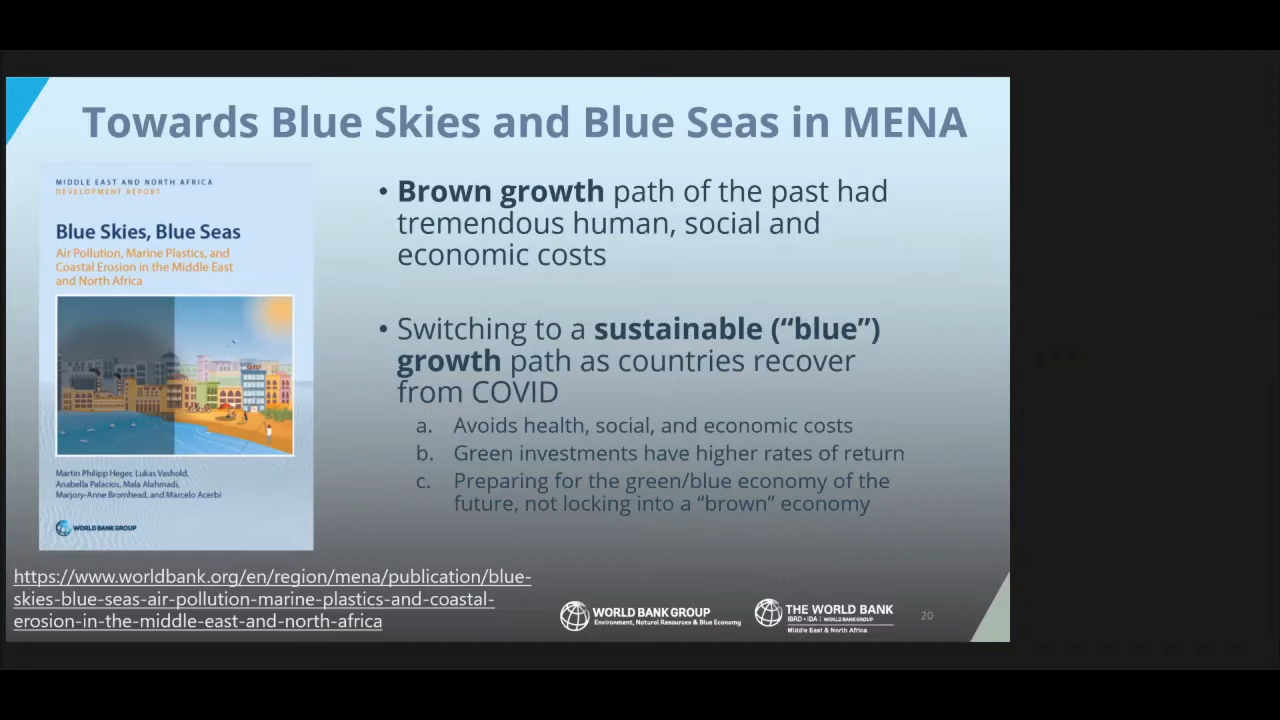 Towards Blue Skies and Blue Seas in MENA
MIDDLE EAST AND NORTH AFRICA
DEVELOPMENT REPORT
Blue Skies, Blue Seas
Air Pollution, Marine Plastics, and
Coastal Erosion in the Middle East
and North Africa
Martin Philipp Heger, Lukas Vashold,
Anabella Palacios, Mala Alahmadi,
Marjory-Anne Bromhead, and Marcelo Acerbi
WORLD BANK GROUP
• Brown growth path of the past had
tremendous human, social and
economic costs
• Switching to a sustainable (“blue”)
growth path as countries recover
from COVID
a. Avoids health, social, and economic costs
b. Green investments have higher rates of return
c. Preparing for the green/blue economy of the
future, not locking into a “brown” economy
https://www.worldbank.org/en/region/mena/publication/blue-
skies-blue-seas-air-pollution-marine-plastics-and-coastal-
erosion-in-the-middle-east-and-north-africa
WORLD BANK GROUP
Environment, Natural Resources & Blue Economy
THE WORLD BANK
IBRD • IDA | WORLD BANK GROUP
Middle East & North Africa
20